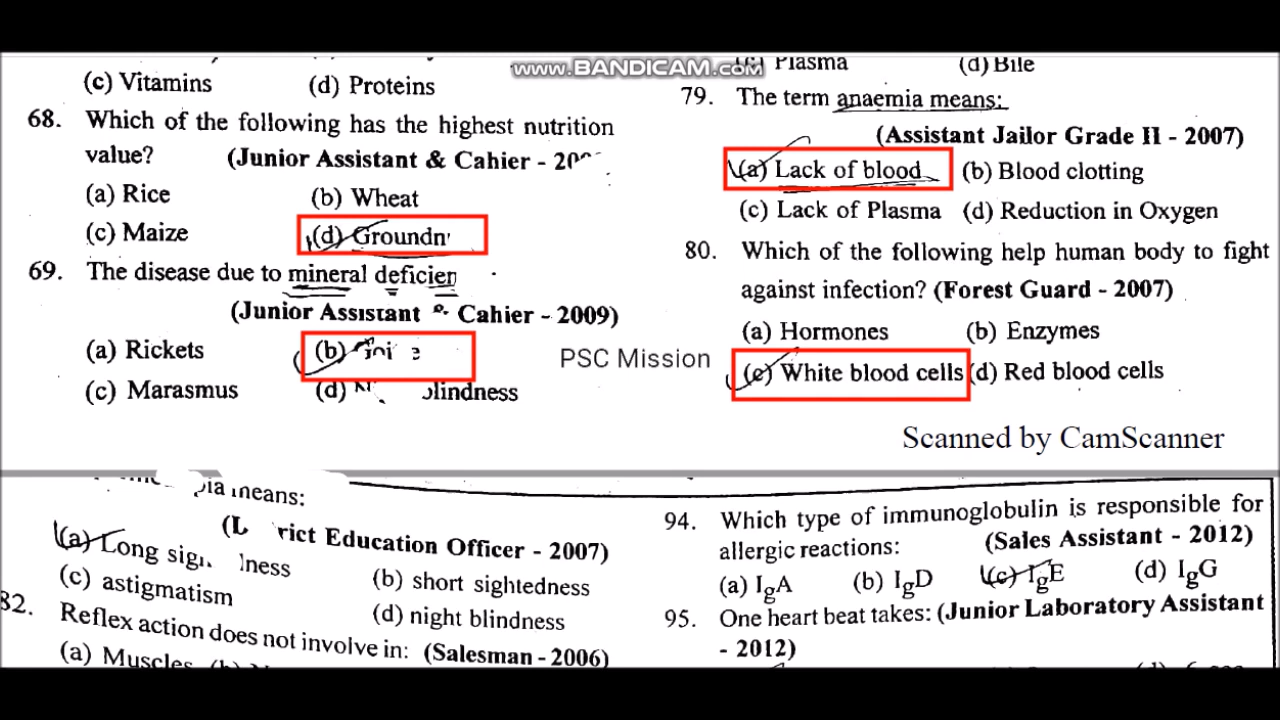 www.BANDICAM.com
(c) Vitamins (d) Proteins
68. Which of the following has the highest nutrition
value? (Junior Assistant & Cahier - 20
(a) Rice (b) Wheat
(c) Maize (d) Groundn
69. The disease due to mineral deficien
(Junior Assistant & Cahier - 2009)
(a) Rickets (b)
(c) Marasmus (d) blindness
(c) Plasma (d) Bile
79. The term anaemia means:
(Assistant Jailor Grade II - 2007)
(a) Lack of blood (b) Blood clotting
(c) Lack of Plasma (d) Reduction in Oxygen
80. Which of the following help human body to fight
against infection? (Forest Guard - 2007)
(a) Hormones (b) Enzymes
(c) White blood cells (d) Red blood cells
PSC Mission
Scanned by CamScanner
means:
rict Education Officer - 2007)
(a) Long
(b) short sightedness
(c) astigmatism
(d) night blindness
82. Reflex action does not involve in: (Salesman - 2006)
(a) Muscles
94. Which type of immunoglobulin is responsible for
allergic reactions: (Sales Assistant - 2012)
(a) IgA (b) IgD (c) IgE (d) IgG
95. One heart beat takes: (Junior Laboratory Assistant
- 2012)